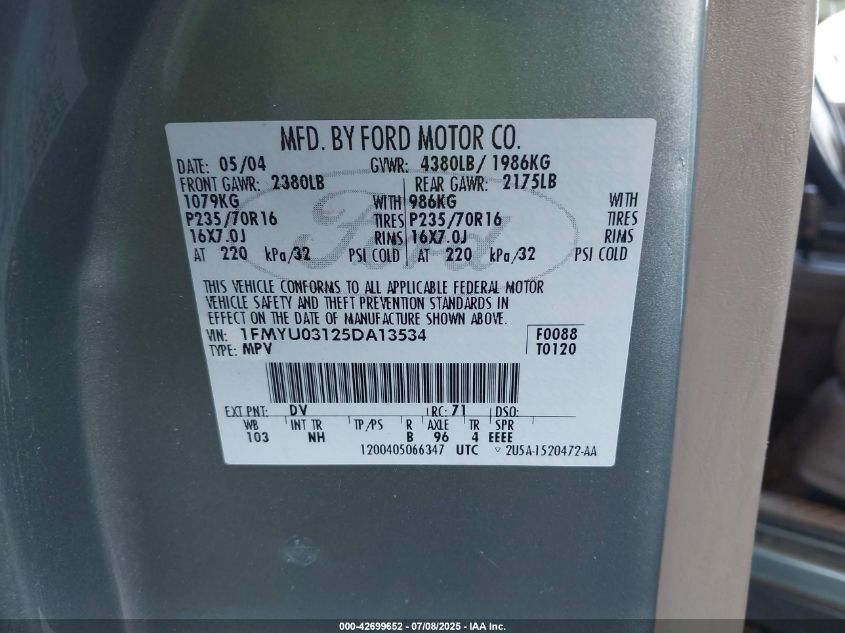 MFD. BY FORD MOTOR CO.
DATE: 05/04 GVWR: 4380LB/ 1986KG
FRONT GAWR: 2380LB REAR GAWR: 2175LB
1079KG WITH 986KG WITH
P235/70R16 TIRES P235/70R16 TIRES
16X7.0J RIMS 16X7.0J RIMS
AT 220 kPa/32 PSI COLD AT 220 kPa/32 PSI COLD
Ford
THIS VEHICLE CONFORMS TO ALL APPLICABLE FEDERAL MOTOR
VEHICLE SAFETY AND THEFT PREVENTION STANDARDS IN
EFFECT ON THE DATE OF MANUFACTURE SHOWN ABOVE.
VIN: 1FMYU03125DA13534 F0088
TYPE: MPV T0120
EXT PNT: DV RC: 71 DSO:
WB INT TR TP/PS R AXLE TR SPR
103 NH B 96 4 EEEE
1200405066347 UTC ▽ 2U5A-1520472-AA
000-42699652 - 07/08/2025 - IAA Inc.